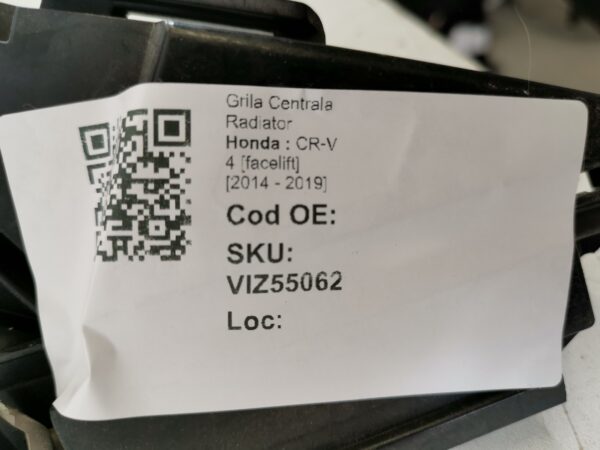 Grila Centrala
Radiator
Honda : CR-V
4 [facelift]
[2014 - 2019]
Cod OE:
SKU:
VIZ55062
Loc: